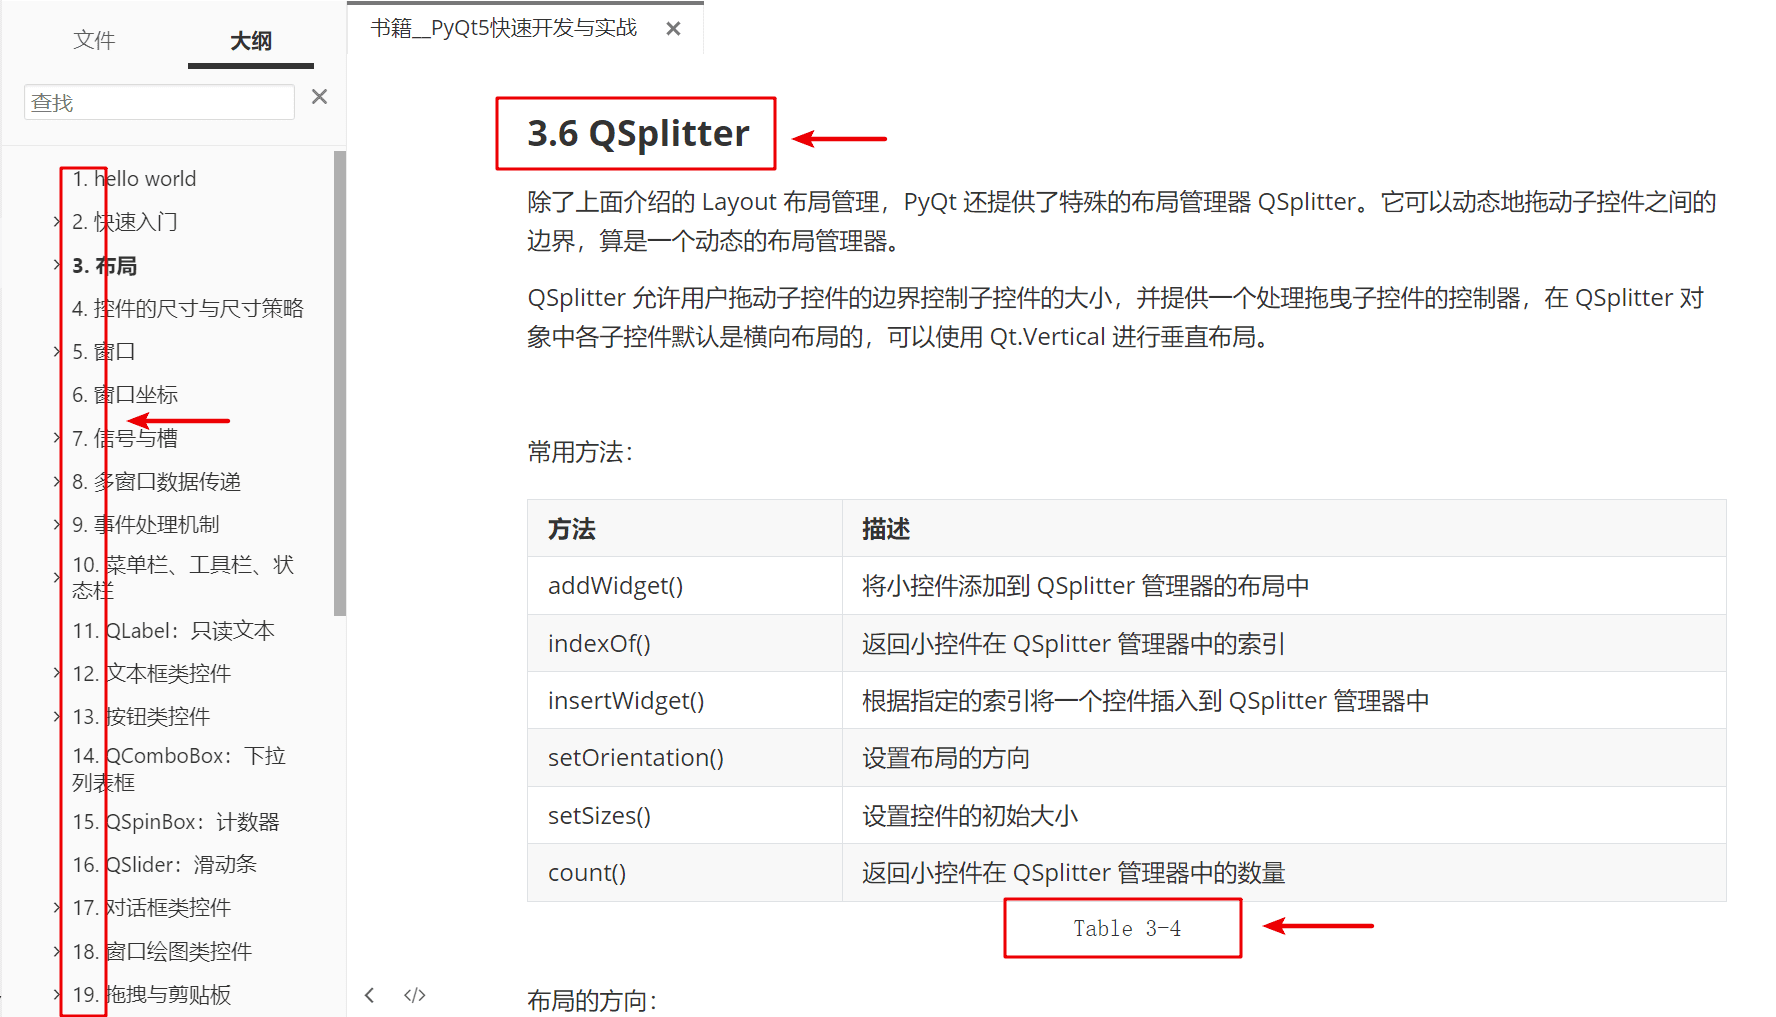 文件
大纲
查找
1. hello world
2. 快速入门
3. 布局
4. 控件的尺寸与尺寸策略
5. 窗口
6. 窗口坐标
7. 信号与槽
8. 多窗口数据传递
9. 事件处理机制
10. 菜单栏、工具栏、状
态栏
11. QLabel：只读文本
12. 文本框类控件
13. 按钮类控件
14. QComboBox：下拉
列表框
15. QSpinBox：计数器
16. QSlider：滑动条
17. 对话框类控件
18. 窗口绘图类控件
19. 拖拽与剪贴板
书籍__PyQt5快速开发与实战
3.6 QSplitter
除了上面介绍的 Layout 布局管理，PyQt 还提供了特殊的布局管理器 QSplitter。它可以动态地拖动子控件之间的
边界，算是一个动态的布局管理器。
QSplitter 允许用户拖动子控件的边界控制子控件的大小，并提供一个处理拖曳子控件的控制器，在 QSplitter 对
象中各子控件默认是横向布局的，可以使用 Qt.Vertical 进行垂直布局。
常用方法：
方法 描述
addWidget() 将小控件添加到 QSplitter 管理器的布局中
indexOf() 返回小控件在 QSplitter 管理器中的索引
insertWidget() 根据指定的索引将一个控件插入到 QSplitter 管理器中
setOrientation() 设置布局的方向
setSizes() 设置控件的初始大小
count() 返回小控件在 QSplitter 管理器中的数量
Table 3-4
布局的方向：